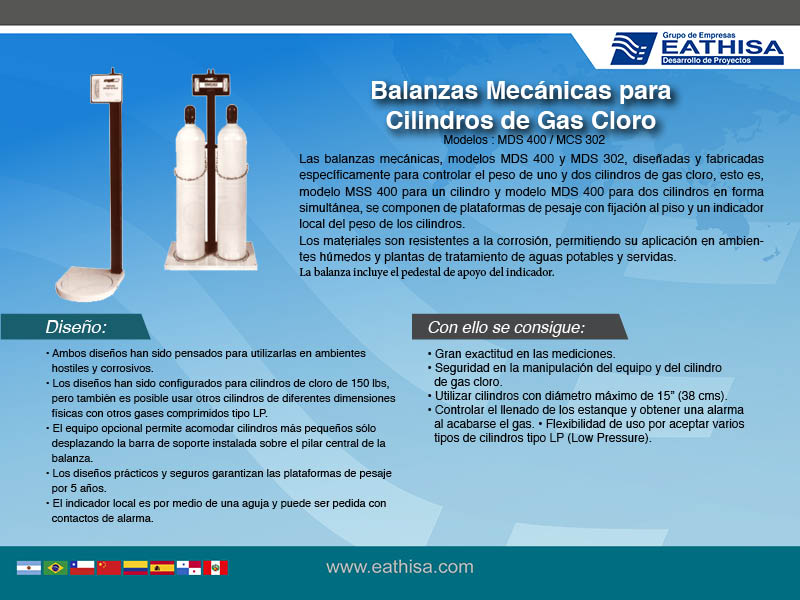 Grupo de Empresas
EATHISA
Desarrollo de Proyectos
Balanzas Mecánicas para
Cilindros de Gas Cloro
Modelos : MDS 400 / MCS 302
Las balanzas mecánicas, modelos MDS 400 y MDS 302, diseñadas y fabricadas
específicamente para controlar el peso de uno y dos cilindros de gas cloro, esto es,
modelo MSS 400 para un cilindro y modelo MDS 400 para dos cilindros en forma
simultánea, se componen de plataformas de pesaje con fijación al piso y un indicador
local del peso de los cilindros.
Los materiales son resistentes a la corrosión, permitiendo su aplicación en ambien-
tes húmedos y plantas de tratamiento de aguas potables y servidas.
La balanza incluye el pedestal de apoyo del indicador.
Diseño:
• Ambos diseños han sido pensados para utilizarlas en ambientes
hostiles y corrosivos.
• Los diseños han sido configurados para cilindros de cloro de 150 lbs,
pero también es posible usar otros cilindros de diferentes dimensiones
físicas con otros gases comprimidos tipo LP.
• El equipo opcional permite acomodar cilindros más pequeños sólo
desplazando la barra de soporte instalada sobre el pilar central de la
balanza.
• Los diseños prácticos y seguros garantizan las plataformas de pesaje
por 5 años.
• El indicador local es por medio de una aguja y puede ser pedida con
contactos de alarma.
Con ello se consigue:
• Gran exactitud en las mediciones.
• Seguridad en la manipulación del equipo y del cilindro
de gas cloro.
• Utilizar cilindros con diámetro máximo de 15” (38 cms).
• Controlar el llenado de los estanque y obtener una alarma
al acabarse el gas. • Flexibilidad de uso por aceptar varios
tipos de cilindros tipo LP (Low Pressure).
www.eathisa.com